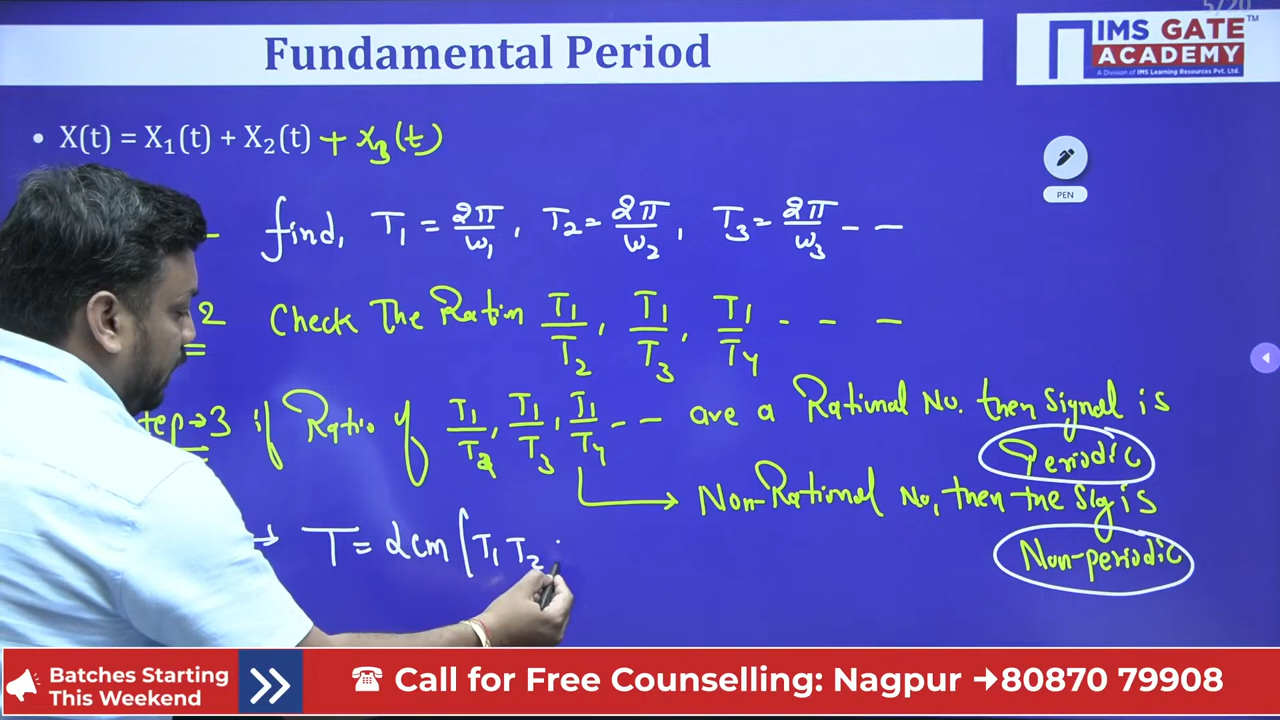 5/20
Fundamental Period
IMS GATE ACADEMY TM
A Division of IMS Learning Resources Pvt. Ltd.
• X(t) = X₁(t) + X₂(t) + x₃(t)
PEN
find, T₁ = 2π/ω₁, T₂ = 2π/ω₂, T₃ = 2π/ω₃ - -
2 Check The Ratio T₁/T₂, T₁/T₃, T₁/T₄ - - -
tep→3 if Ratio of T₁/T₂, T₁/T₃, T₁/T₄ - - are a Rational No. then Signal is
Periodic
→ Non-Rational No, then the Sig is
Non-periodic
→ T = LCM (T₁ T₂
Batches Starting
This Weekend
Call for Free Counselling: Nagpur → 80870 79908